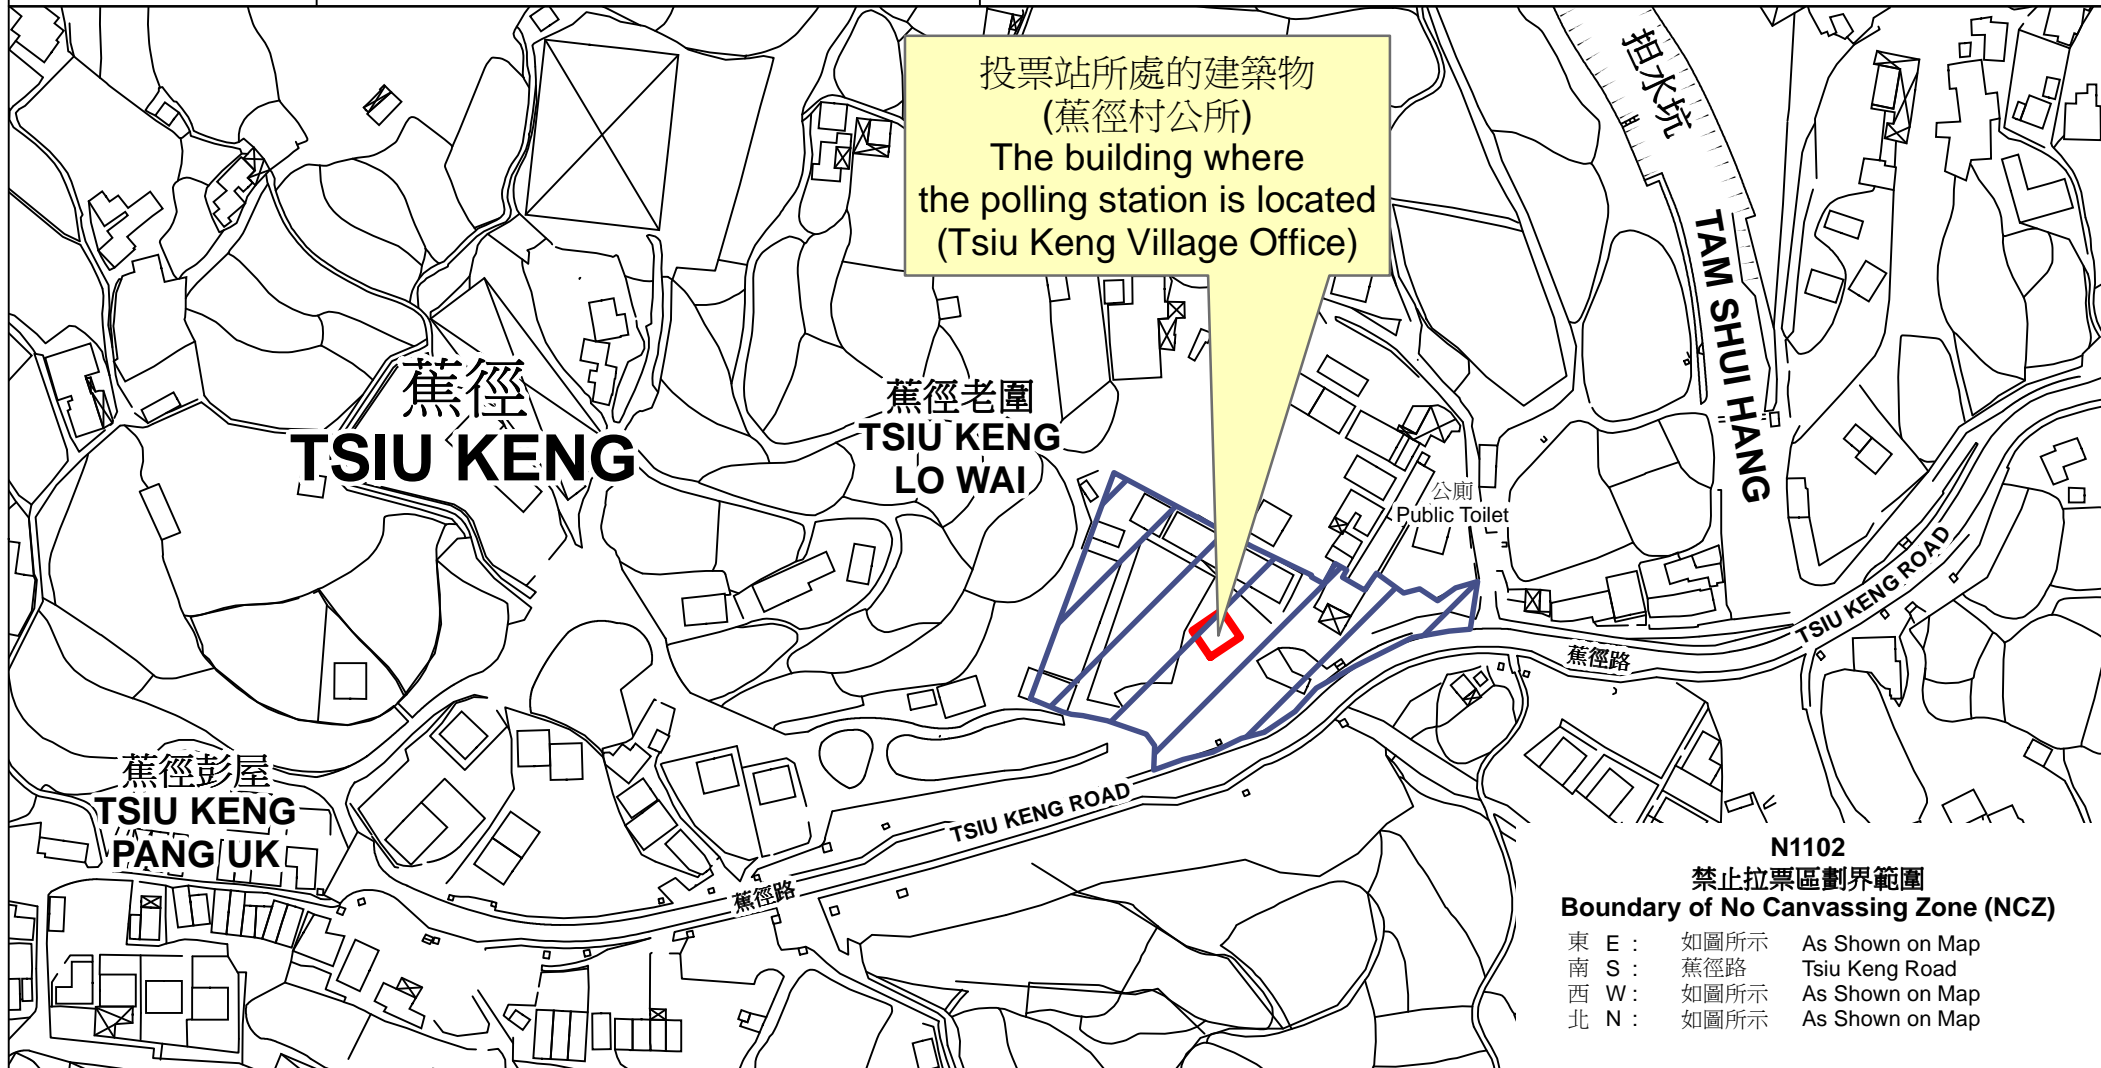 投票站所處的建築物
(蕉徑村公所)
The building where
the polling station is located
(Tsiu Keng Village Office)
担水坑
TAM SHUI HANG
蕉徑
TSIU KENG
蕉徑老圍
TSIU KENG
LO WAI
公廁
Public Toilet
TSIU KENG ROAD
蕉徑路
蕉徑彭屋
TSIU KENG
PANG UK
TSIU KENG ROAD
蕉徑路
N1102
禁止拉票區劃界範圍
Boundary of No Canvassing Zone (NCZ)
東 E : 如圖所示 As Shown on Map
南 S : 蕉徑路 Tsiu Keng Road
西 W : 如圖所示 As Shown on Map
北 N : 如圖所示 As Shown on Map